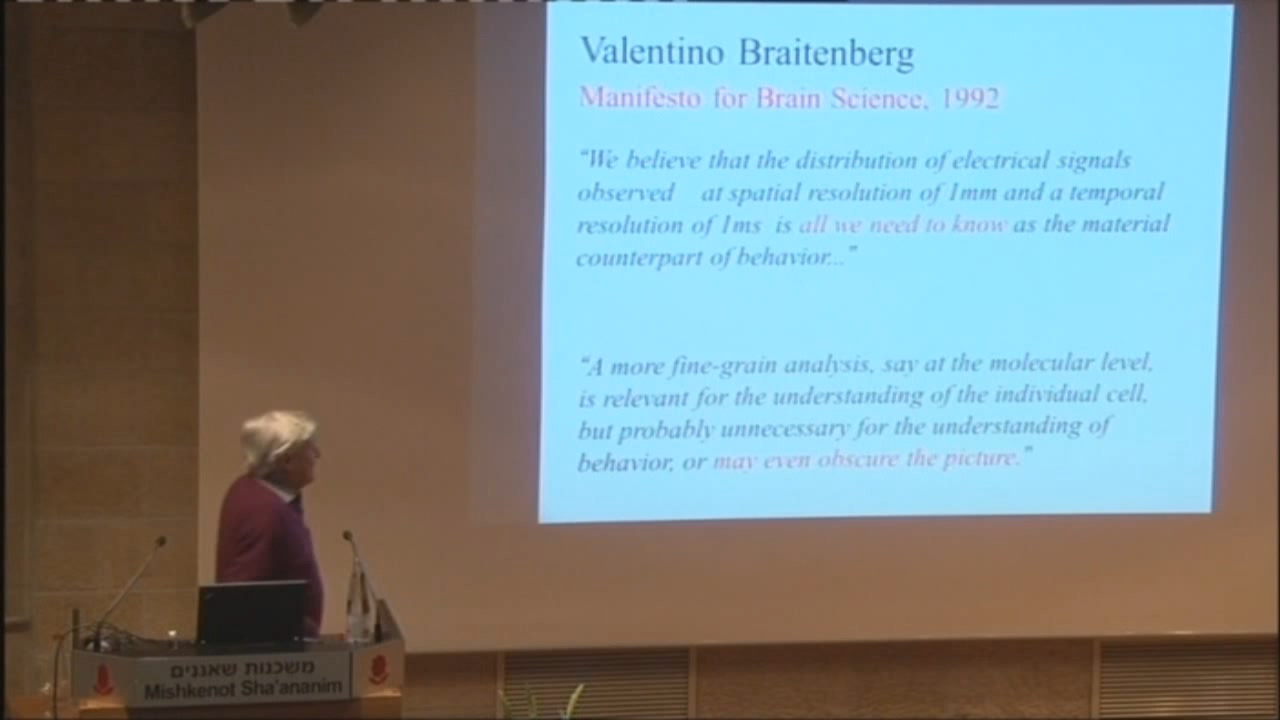 Valentino Braitenberg
Manifesto for Brain Science, 1992
“We believe that the distribution of electrical signals
observed at spatial resolution of 1mm and a temporal
resolution of 1ms is all we need to know as the material
counterpart of behavior...”
“A more fine-grain analysis, say at the molecular level,
is relevant for the understanding of the individual cell,
but probably unnecessary for the understanding of
behavior, or may even obscure the picture.”
משכנות שאננים
Mishkenot Sha'ananim